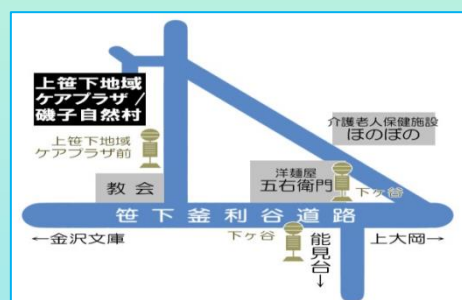 上笹下地域
ケアプラザ/
磯子自然村
上笹下地域
ケアプラザ前
介護老人保健施設
ほのぼの
洋麺屋
五右衛門
下ヶ谷
教会
笹下釜利谷道路
←金沢文庫
下ヶ谷
能見台→
上大岡→